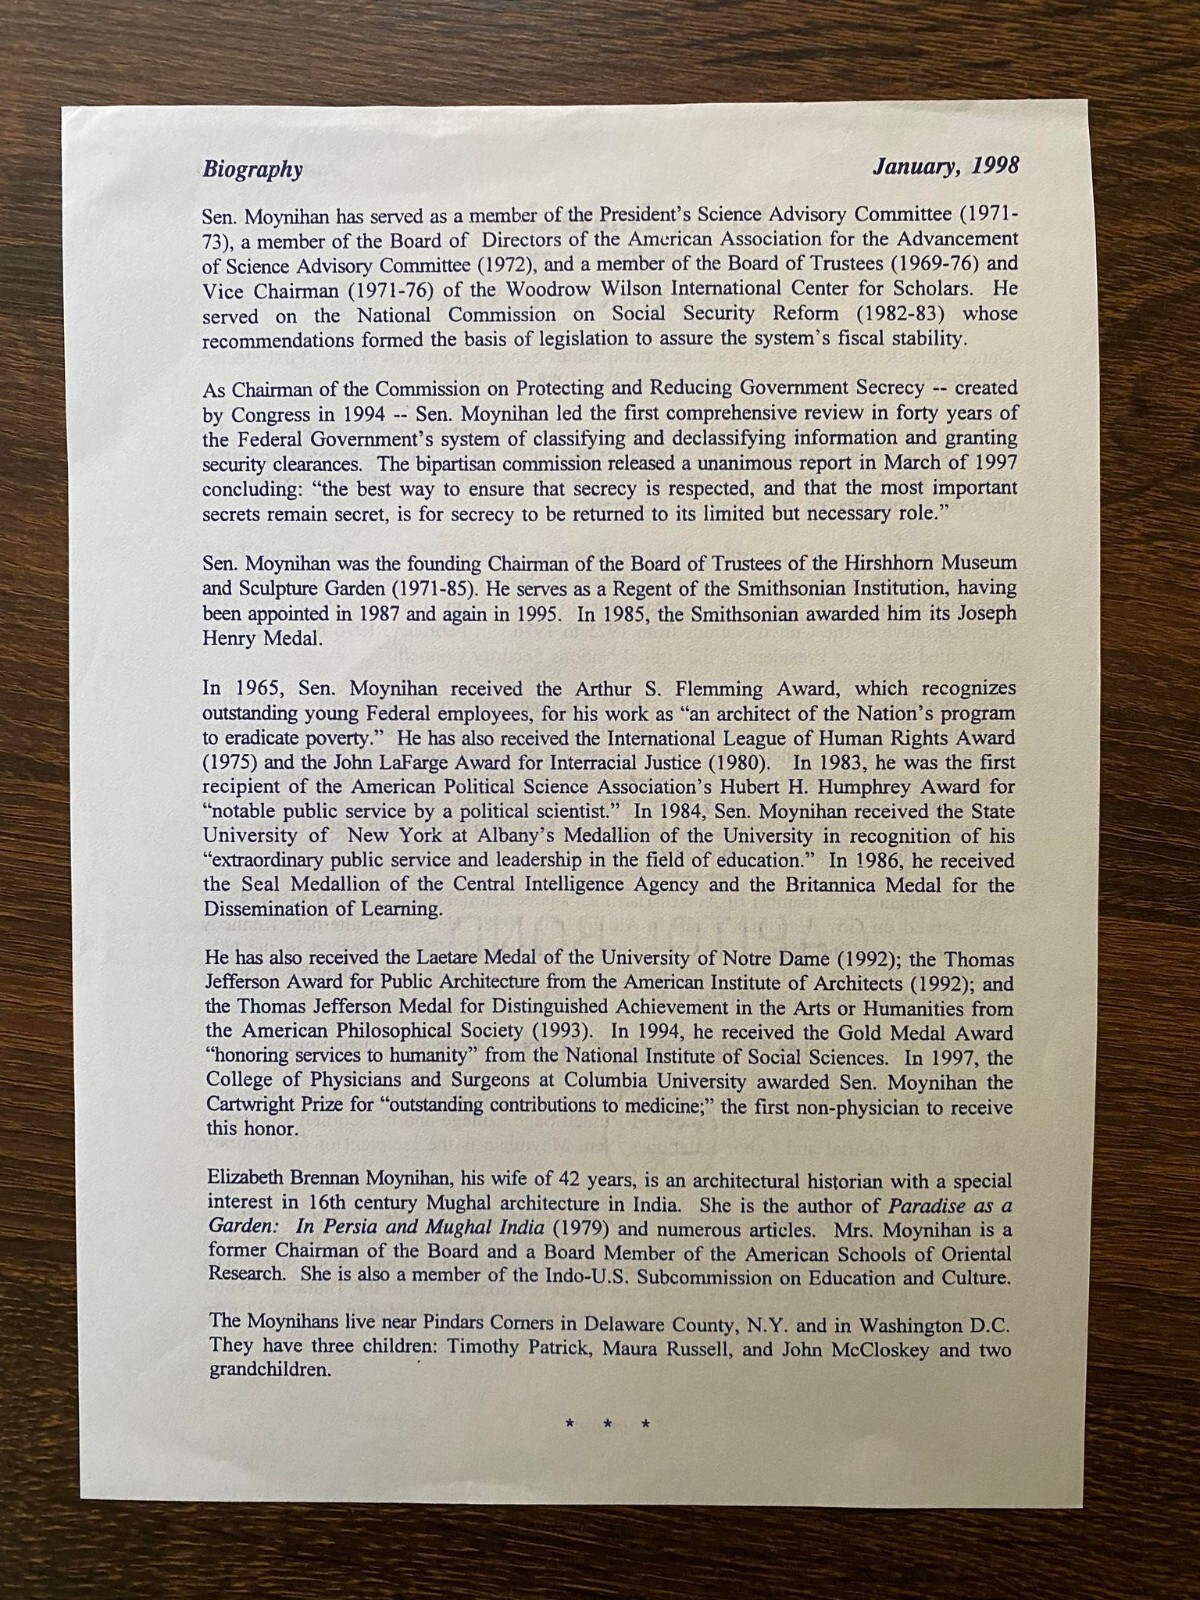 Biography January, 1998
Sen. Moynihan has served as a member of the President's Science Advisory Committee (1971-
73), a member of the Board of Directors of the American Association for the Advancement
of Science Advisory Committee (1972), and a member of the Board of Trustees (1969-76) and
Vice Chairman (1971-76) of the Woodrow Wilson International Center for Scholars. He
served on the National Commission on Social Security Reform (1982-83) whose
recommendations formed the basis of legislation to assure the system's fiscal stability.
As Chairman of the Commission on Protecting and Reducing Government Secrecy -- created
by Congress in 1994 -- Sen. Moynihan led the first comprehensive review in forty years of
the Federal Government's system of classifying and declassifying information and granting
security clearances. The bipartisan commission released a unanimous report in March of 1997
concluding: “the best way to ensure that secrecy is respected, and that the most important
secrets remain secret, is for secrecy to be returned to its limited but necessary role.”
Sen. Moynihan was the founding Chairman of the Board of Trustees of the Hirshhorn Museum
and Sculpture Garden (1971-85). He serves as a Regent of the Smithsonian Institution, having
been appointed in 1987 and again in 1995. In 1985, the Smithsonian awarded him its Joseph
Henry Medal.
In 1965, Sen. Moynihan received the Arthur S. Flemming Award, which recognizes
outstanding young Federal employees, for his work as “an architect of the Nation's program
to eradicate poverty.” He has also received the International League of Human Rights Award
(1975) and the John LaFarge Award for Interracial Justice (1980). In 1983, he was the first
recipient of the American Political Science Association's Hubert H. Humphrey Award for
“notable public service by a political scientist.” In 1984, Sen. Moynihan received the State
University of New York at Albany's Medallion of the University in recognition of his
“extraordinary public service and leadership in the field of education.” In 1986, he received
the Seal Medallion of the Central Intelligence Agency and the Britannica Medal for the
Dissemination of Learning.
He has also received the Laetare Medal of the University of Notre Dame (1992); the Thomas
Jefferson Award for Public Architecture from the American Institute of Architects (1992); and
the Thomas Jefferson Medal for Distinguished Achievement in the Arts or Humanities from
the American Philosophical Society (1993). In 1994, he received the Gold Medal Award
“honoring services to humanity” from the National Institute of Social Sciences. In 1997, the
College of Physicians and Surgeons at Columbia University awarded Sen. Moynihan the
Cartwright Prize for “outstanding contributions to medicine;” the first non-physician to receive
this honor.
Elizabeth Brennan Moynihan, his wife of 42 years, is an architectural historian with a special
interest in 16th century Mughal architecture in India. She is the author of Paradise as a
Garden: In Persia and Mughal India (1979) and numerous articles. Mrs. Moynihan is a
former Chairman of the Board and a Board Member of the American Schools of Oriental
Research. She is also a member of the Indo-U.S. Subcommission on Education and Culture.
The Moynihans live near Pindars Corners in Delaware County, N.Y. and in Washington D.C.
They have three children: Timothy Patrick, Maura Russell, and John McCloskey and two
grandchildren.
* * *